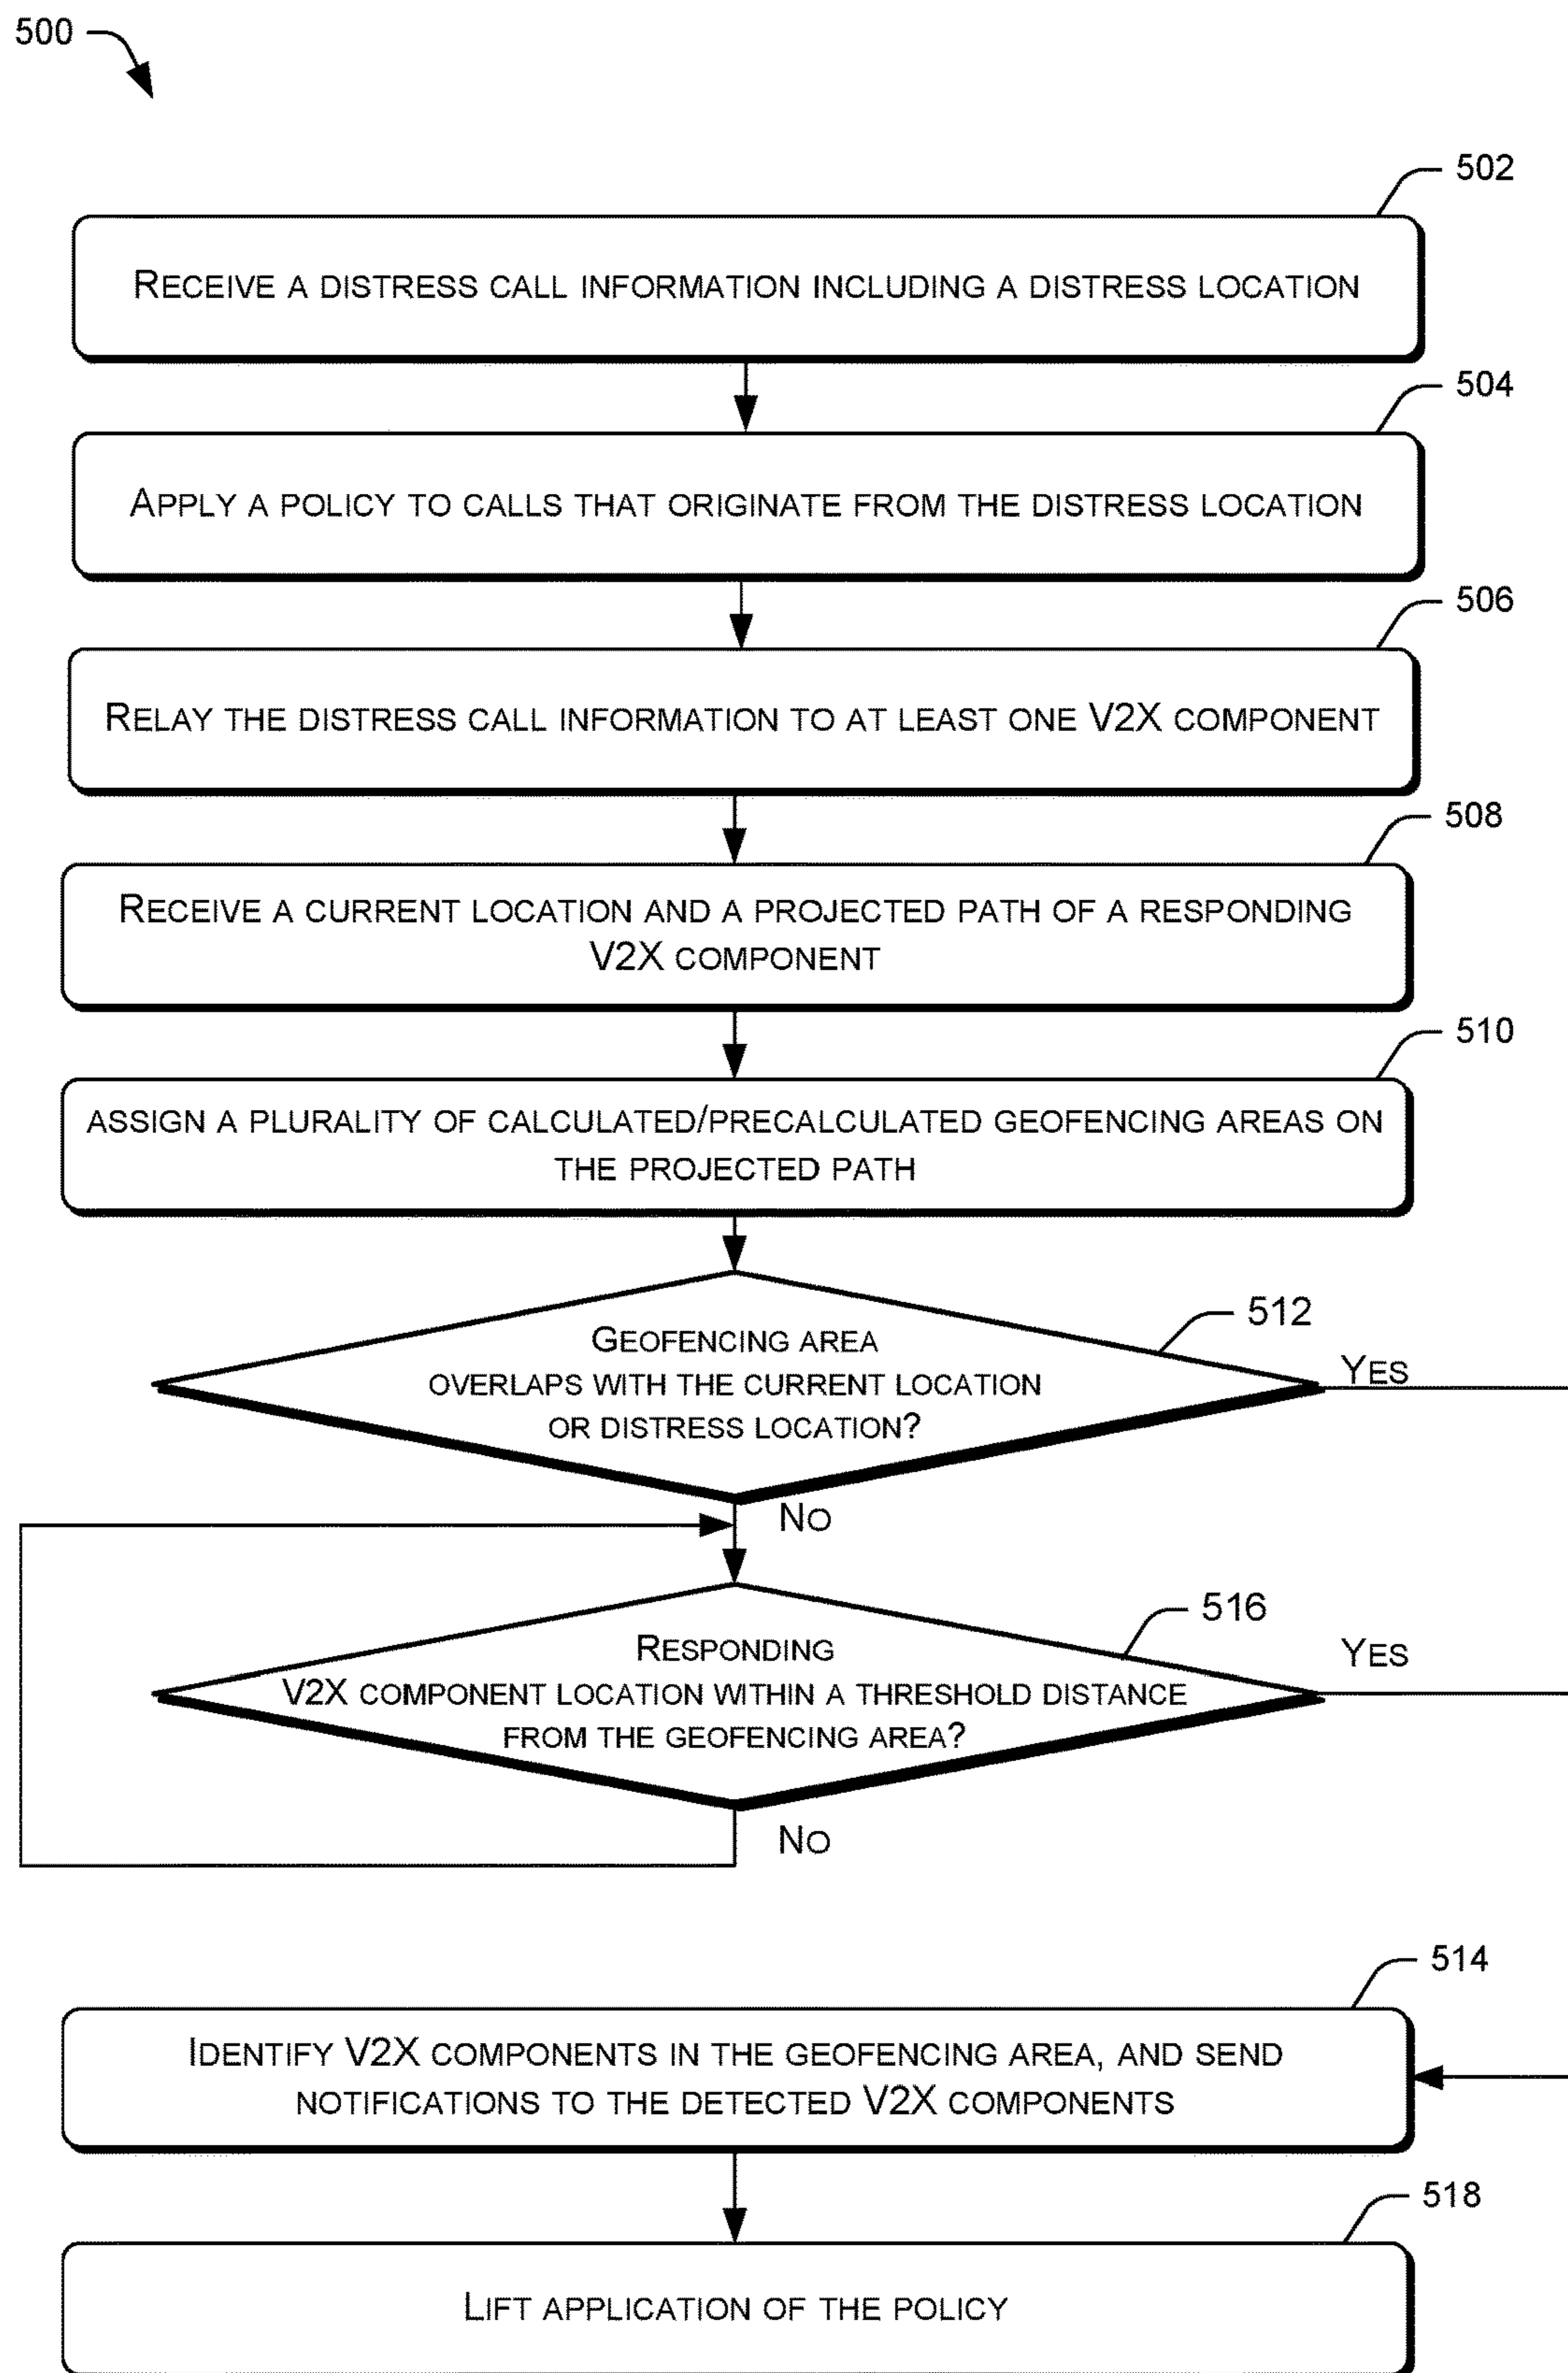 500
502
RECEIVE A DISTRESS CALL INFORMATION INCLUDING A DISTRESS LOCATION
504
APPLY A POLICY TO CALLS THAT ORIGINATE FROM THE DISTRESS LOCATION
506
RELAY THE DISTRESS CALL INFORMATION TO AT LEAST ONE V2X COMPONENT
508
RECEIVE A CURRENT LOCATION AND A PROJECTED PATH OF A RESPONDING
V2X COMPONENT
510
ASSIGN A PLURALITY OF CALCULATED/PRECALCULATED GEOFENCING AREAS ON
THE PROJECTED PATH
512
GEOFENCING AREA
OVERLAPS WITH THE CURRENT LOCATION
OR DISTRESS LOCATION?
YES
NO
516
RESPONDING
V2X COMPONENT LOCATION WITHIN A THRESHOLD DISTANCE
FROM THE GEOFENCING AREA?
YES
NO
514
IDENTIFY V2X COMPONENTS IN THE GEOFENCING AREA, AND SEND
NOTIFICATIONS TO THE DETECTED V2X COMPONENTS
518
LIFT APPLICATION OF THE POLICY